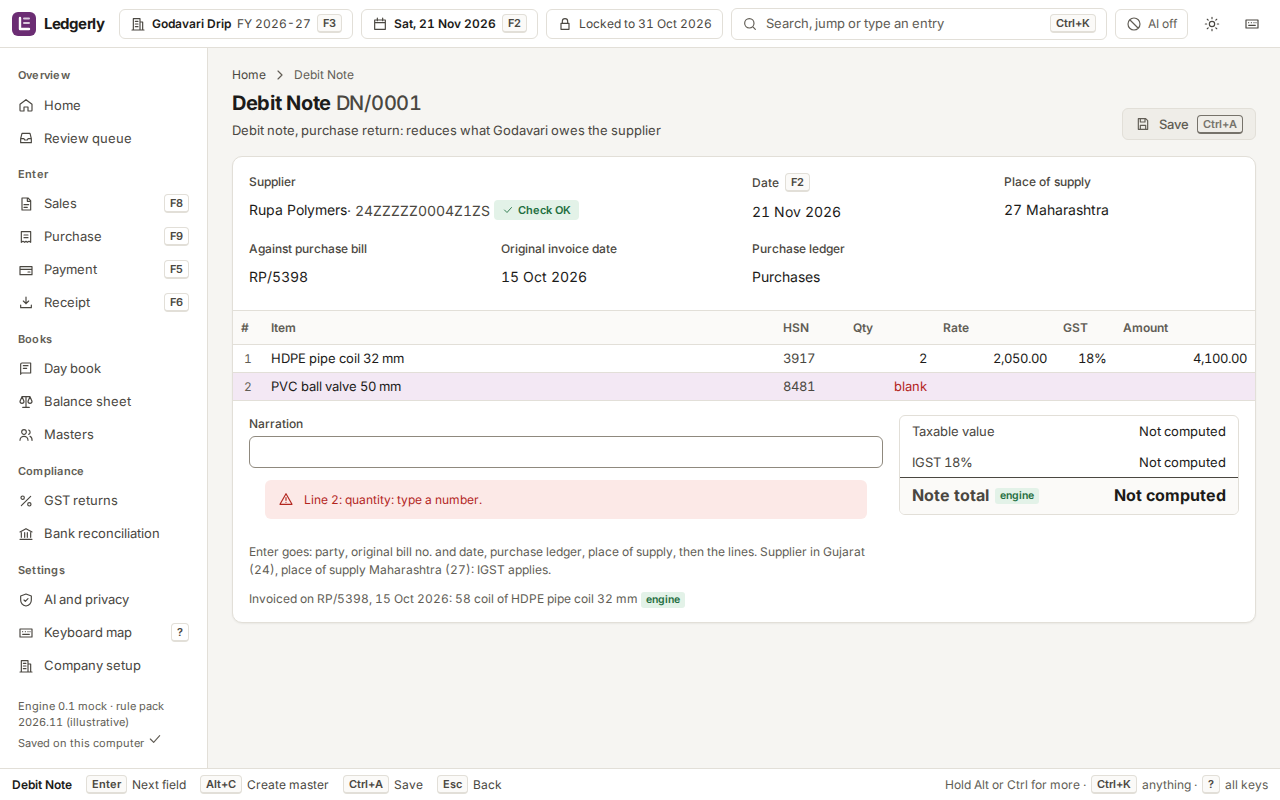 Ledgerly
Godavari Drip FY 2026-27 F3
Sat, 21 Nov 2026 F2
Locked to 31 Oct 2026
Search, jump or type an entry Ctrl+K
AI off
Overview
Home
Review queue
Enter
Sales F8
Purchase F9
Payment F5
Receipt F6
Books
Day book
Balance sheet
Masters
Compliance
GST returns
Bank reconciliation
Settings
AI and privacy
Keyboard map ?
Company setup
Engine 0.1 mock · rule pack
2026.11 (illustrative)
Saved on this computer
Home Debit Note
Debit Note DN/0001
Debit note, purchase return: reduces what Godavari owes the supplier
Save Ctrl+A
Supplier
Rupa Polymers· 24ZZZZZ0004Z1ZS Check OK
Date F2
21 Nov 2026
Place of supply
27 Maharashtra
Against purchase bill
RP/5398
Original invoice date
15 Oct 2026
Purchase ledger
Purchases
# Item HSN Qty Rate GST Amount
1 HDPE pipe coil 32 mm 3917 2 2,050.00 18% 4,100.00
2 PVC ball valve 50 mm 8481 blank
Narration
Line 2: quantity: type a number.
Enter goes: party, original bill no. and date, purchase ledger, place of supply, then the lines. Supplier in Gujarat
(24), place of supply Maharashtra (27): IGST applies.
Invoiced on RP/5398, 15 Oct 2026: 58 coil of HDPE pipe coil 32 mm engine
Taxable value Not computed
IGST 18% Not computed
Note total engine Not computed
Debit Note Enter Next field Alt+C Create master Ctrl+A Save Esc Back
Hold Alt or Ctrl for more · Ctrl+K anything · ? all keys